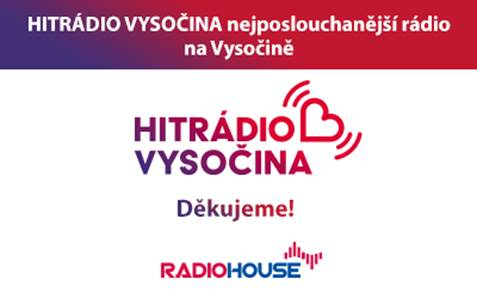 HITRÁDIO VYSOČINA nejposlouchanější rádio
na Vysočině
HITRÁDIO
VYSOČINA
Děkujeme!
RADIOHOUSE